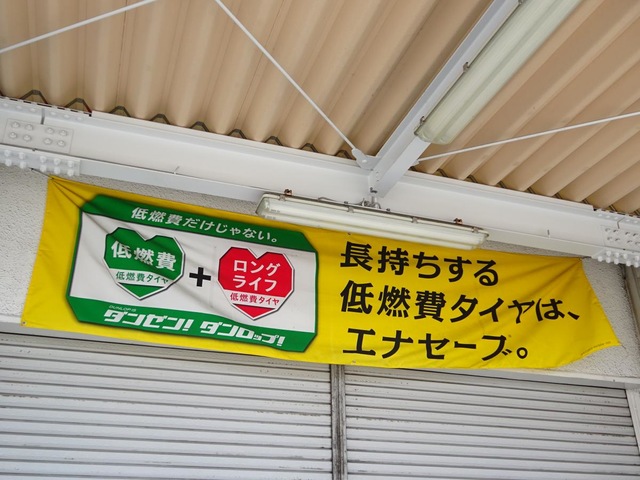 低燃費だけじゃない。
低燃費
低燃費タイヤ
+
ロング
ライフ
低燃費タイヤ
ダンゼン!ダンロップ!
長持ちする
低燃費タイヤは、
エナセーブ。